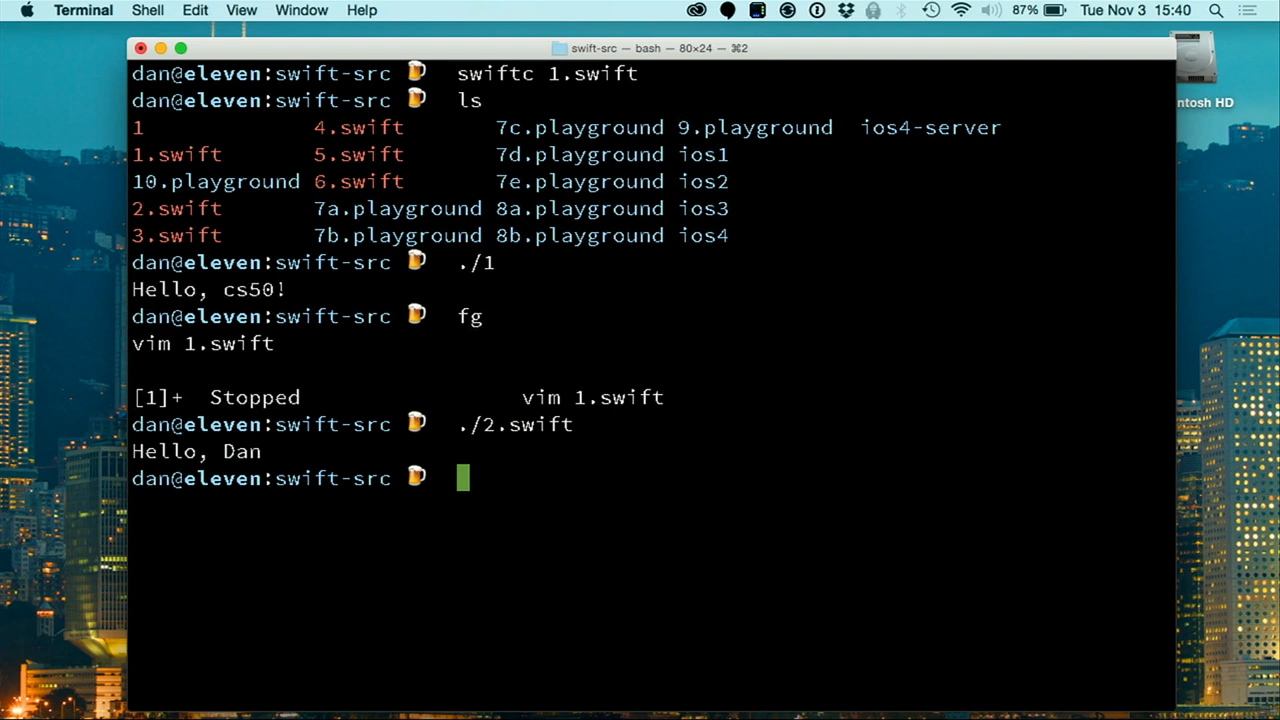 Terminal Shell Edit View Window Help 87% Tue Nov 3 15:40
swift-src — bash — 80×24 — ⌘2
ntosh HD
dan@eleven:swift-src 🍺 swiftc 1.swift
dan@eleven:swift-src 🍺 ls
1 4.swift 7c.playground 9.playground ios4-server
1.swift 5.swift 7d.playground ios1
10.playground 6.swift 7e.playground ios2
2.swift 7a.playground 8a.playground ios3
3.swift 7b.playground 8b.playground ios4
dan@eleven:swift-src 🍺 ./1
Hello, cs50!
dan@eleven:swift-src 🍺 fg
vim 1.swift
[1]+ Stopped vim 1.swift
dan@eleven:swift-src 🍺 ./2.swift
Hello, Dan
dan@eleven:swift-src 🍺